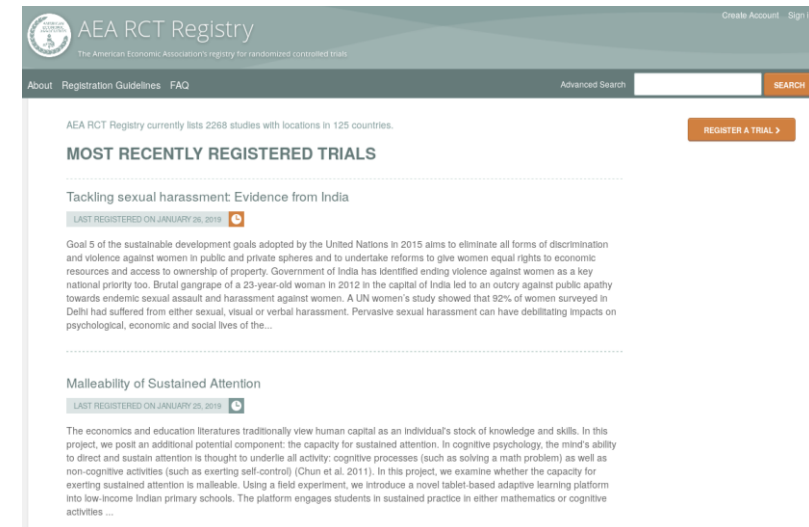 Create Account Sign i
AEA RCT Registry
The American Economic Association's registry for randomized controlled trials
About Registration Guidelines FAQ Advanced Search SEARCH
AEA RCT Registry currently lists 2268 studies with locations in 125 countries.
REGISTER A TRIAL >
MOST RECENTLY REGISTERED TRIALS
Tackling sexual harassment: Evidence from India
LAST REGISTERED ON JANUARY 26, 2019
Goal 5 of the sustainable development goals adopted by the United Nations in 2015 aims to eliminate all forms of discrimination
and violence against women in public and private spheres and to undertake reforms to give women equal rights to economic
resources and access to ownership of property. Government of India has identified ending violence against women as a key
national priority too. Brutal gangrape of a 23-year-old woman in 2012 in the capital of India led to an outcry against public apathy
towards endemic sexual assault and harassment against women. A UN women's study showed that 92% of women surveyed in
Delhi had suffered from either sexual, visual or verbal harassment. Pervasive sexual harassment can have debilitating impacts on
psychological, economic and social lives of the...
Malleability of Sustained Attention
LAST REGISTERED ON JANUARY 25, 2019
The economics and education literatures traditionally view human capital as an individual's stock of knowledge and skills. In this
project, we posit an additional potential component: the capacity for sustained attention. In cognitive psychology, the mind's ability
to direct and sustain attention is thought to underlie all activity: cognitive processes (such as solving a math problem) as well as
non-cognitive activities (such as exerting self-control) (Chun et al. 2011). In this project, we examine whether the capacity for
exerting sustained attention is malleable. Using a field experiment, we introduce a novel tablet-based adaptive learning platform
into low-income Indian primary schools. The platform engages students in sustained practice in either mathematics or cognitive
activities ...